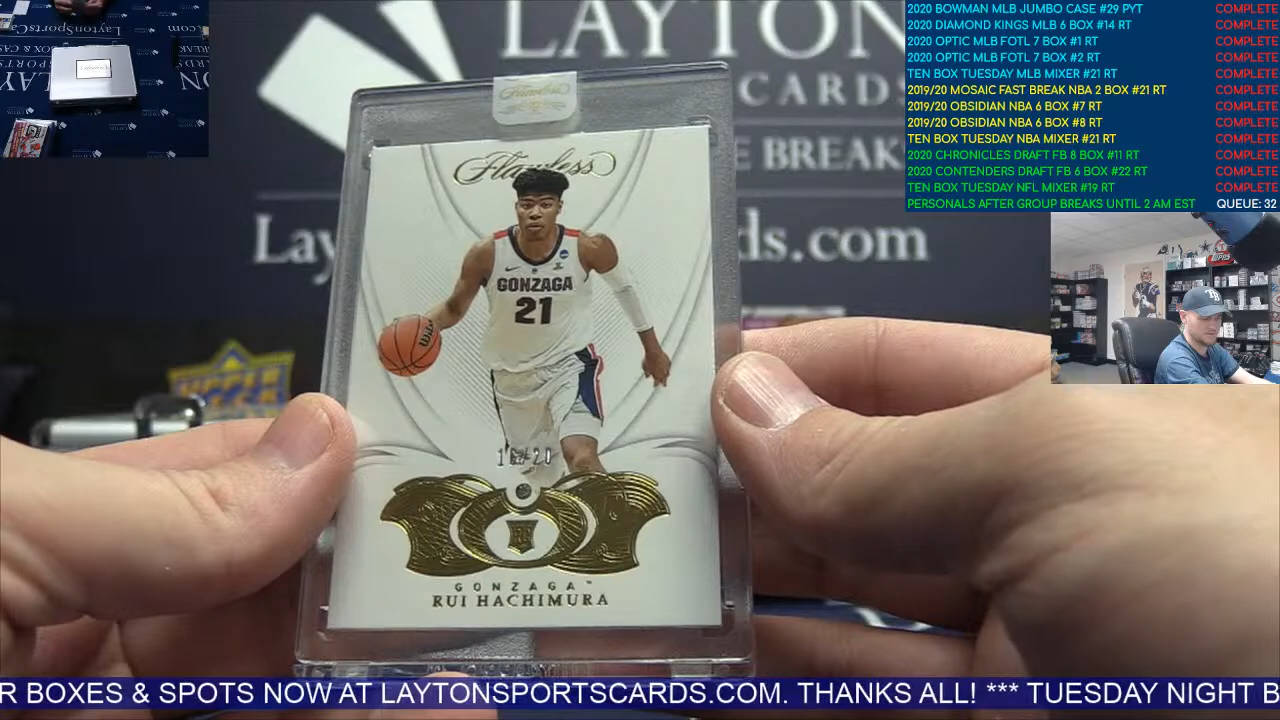 2020 BOWMAN MLB JUMBO CASE #29 PYT COMPLETE
2020 DIAMOND KINGS MLB 6 BOX #14 RT COMPLETE
2020 OPTIC MLB FOTL 7 BOX #1 RT COMPLETE
2020 OPTIC MLB FOTL 7 BOX #2 RT COMPLETE
TEN BOX TUESDAY MLB MIXER #21 RT COMPLETE
2019/20 MOSAIC FAST BREAK NBA 2 BOX #21 RT COMPLETE
2019/20 OBSIDIAN NBA 6 BOX #7 RT COMPLETE
2019/20 OBSIDIAN NBA 6 BOX #8 RT COMPLETE
TEN BOX TUESDAY NBA MIXER #21 RT COMPLETE
2020 CHRONICLES DRAFT FB 8 BOX #11 RT COMPLETE
2020 CONTENDERS DRAFT FB 6 BOX #22 RT COMPLETE
TEN BOX TUESDAY NFL MIXER #19 RT COMPLETE
PERSONALS AFTER GROUP BREAKS UNTIL 2 AM EST QUEUE: 32
LAYTON
CARDS
E BREAK
Lay ds.com
Flawless
GONZAGA
21
GONZAGA
RUI HACHIMURA
R BOXES & SPOTS NOW AT LAYTONSPORTSCARDS.COM. THANKS ALL! *** TUESDAY NIGHT B